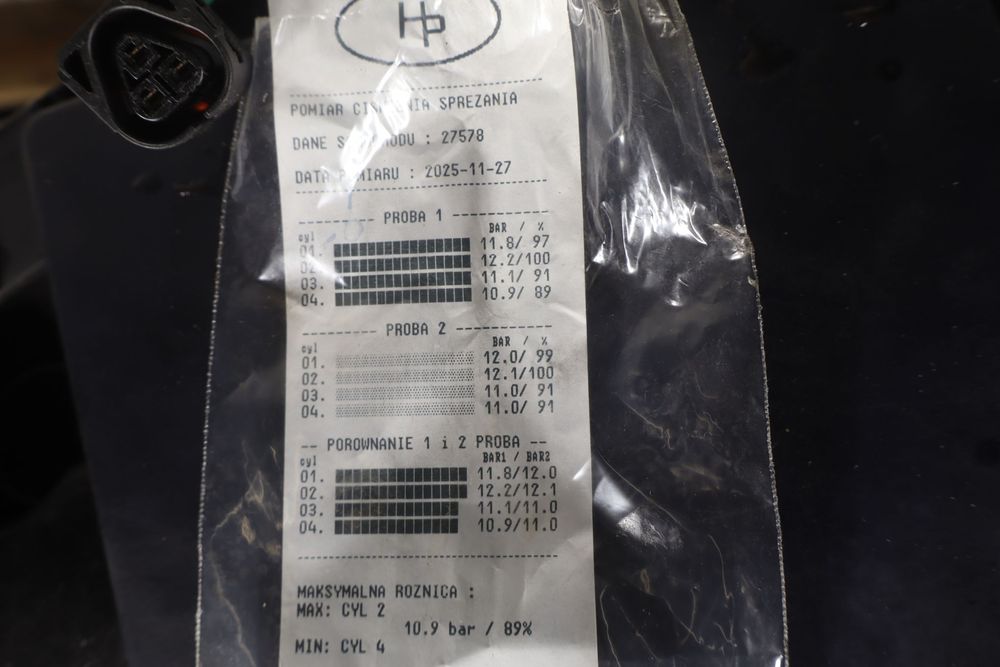 HP
POMIAR CIŚNIENIA SPREZANIA
DANE : 27578
DATA POMIARU : 2025-11-27
PROBA 1
cyl BAR / %
01. 11.8/ 97
02 12.2/100
03. 11.1/ 91
04. 10.9/ 89
PROBA 2
cyl BAR / %
01. 12.0/ 99
02. 12.1/100
03. 11.0/ 91
04. 11.0/ 91
-- POROWNANIE 1 i 2 PROBA --
cyl BAR1 / BAR2
01. 11.8/12.0
02. 12.2/12.1
03. 11.1/11.0
04. 10.9/11.0
MAKSYMALNA ROZNICA :
MAX: CYL 2
10.9 bar / 89%
MIN: CYL 4